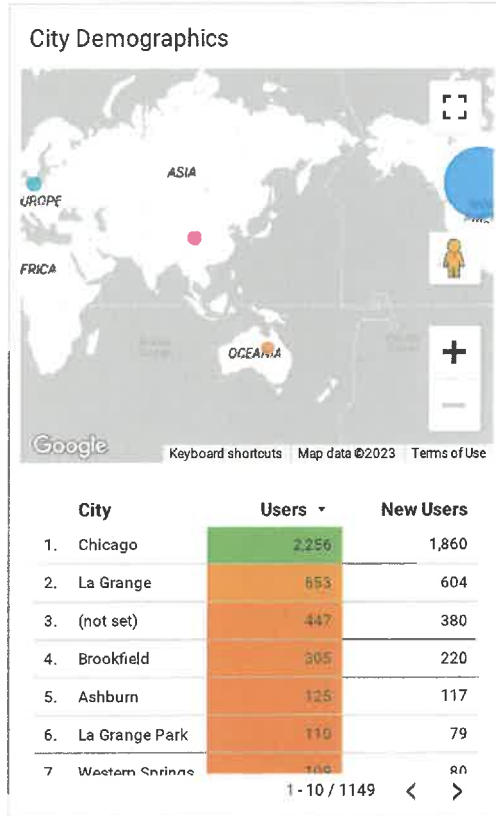 City Demographics
ASIA
UROPE
FRICA
OCEANIA
Google
Keyboard shortcuts Map data ©2023 Terms of Use
City Users New Users
1. Chicago 2,256 1,860
2. La Grange 653 604
3. (not set) 447 380
4. Brookfield 305 220
5. Ashburn 125 117
6. La Grange Park 110 79
7 Western Springs 109 80
1 - 10 / 1149